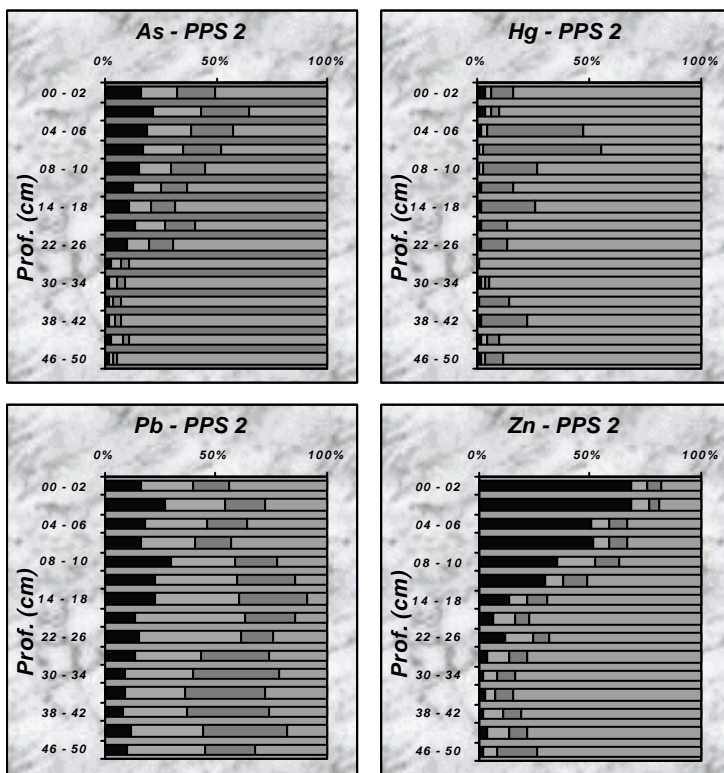 As - PPS 2
0% 50% 100%
Prof. (cm)
00 - 02
04 - 06
08 - 10
14 - 18
22 - 26
30 - 34
38 - 42
46 - 50
Hg - PPS 2
0% 50% 100%
Prof. (cm)
00 - 02
04 - 06
08 - 10
14 - 18
22 - 26
30 - 34
38 - 42
46 - 50
Pb - PPS 2
0% 50% 100%
Prof. (cm)
00 - 02
04 - 06
08 - 10
14 - 18
22 - 26
30 - 34
38 - 42
46 - 50
Zn - PPS 2
0% 50% 100%
Prof. (cm)
00 - 02
04 - 06
08 - 10
14 - 18
22 - 26
30 - 34
38 - 42
46 - 50